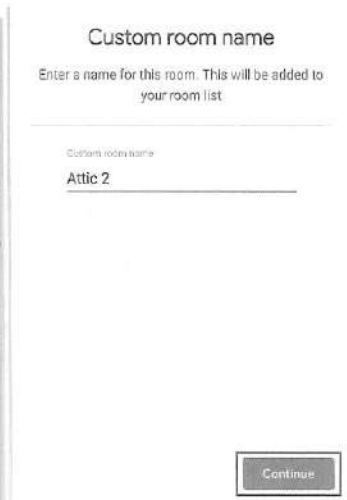 Custom room name
Enter a name for this room. This will be added to
your room list
Custom room name
Attic 2
Continue